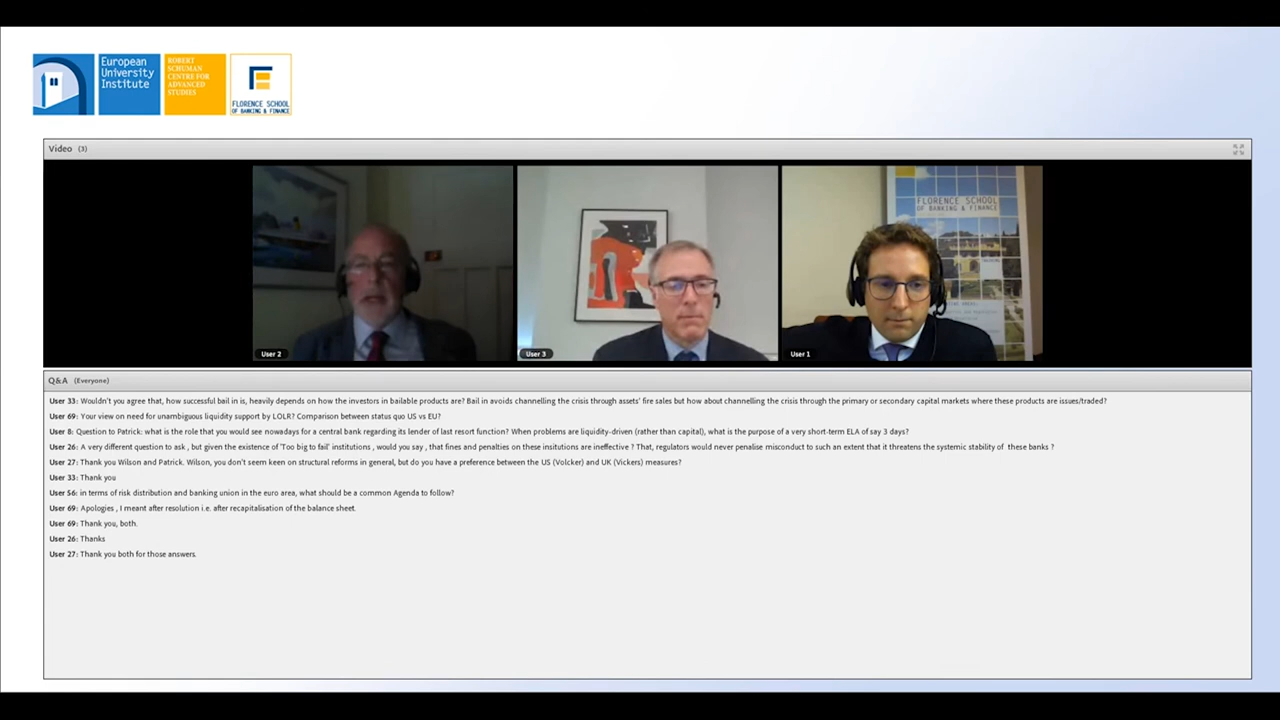 European
University
Institute
ROBERT
SCHUMAN
CENTRE FOR
ADVANCED
STUDIES
FLORENCE SCHOOL
OF BANKING & FINANCE
Video (3)
FLORENCE SCHOOL
OF BANKING & FINANCE
User 2
User 3
User 1
Q&A (Everyone)
User 33: Wouldn't you agree that, how successful bail in is, heavily depends on how the investors in bailable products are? Bail in avoids channelling the crisis through assets' fire sales but how about channelling the crisis through the primary or secondary capital markets where these products are issues/traded?
User 69: Your view on need for unambiguous liquidity support by LOLR? Comparison between status quo US vs EU?
User 8: Question to Patrick: what is the role that you would see nowadays for a central bank regarding its lender of last resort function? When problems are liquidity-driven (rather than capital), what is the purpose of a very short-term ELA of say 3 days?
User 26: A very different question to ask , but given the existence of 'Too big to fail' institutions , would you say , that fines and penalties on these insitutions are ineffective ? That, regulators would never penalise misconduct to such an extent that it threatens the systemic stability of these banks ?
User 27: Thank you Wilson and Patrick. Wilson, you don't seem keen on structural reforms in general, but do you have a preference between the US (Volcker) and UK (Vickers) measures?
User 33: Thank you
User 56: in terms of risk distribution and banking union in the euro area, what should be a common Agenda to follow?
User 69: Apologies , I meant after resolution i.e. after recapitalisation of the balance sheet.
User 69: Thank you, both.
User 26: Thanks
User 27: Thank you both for those answers.